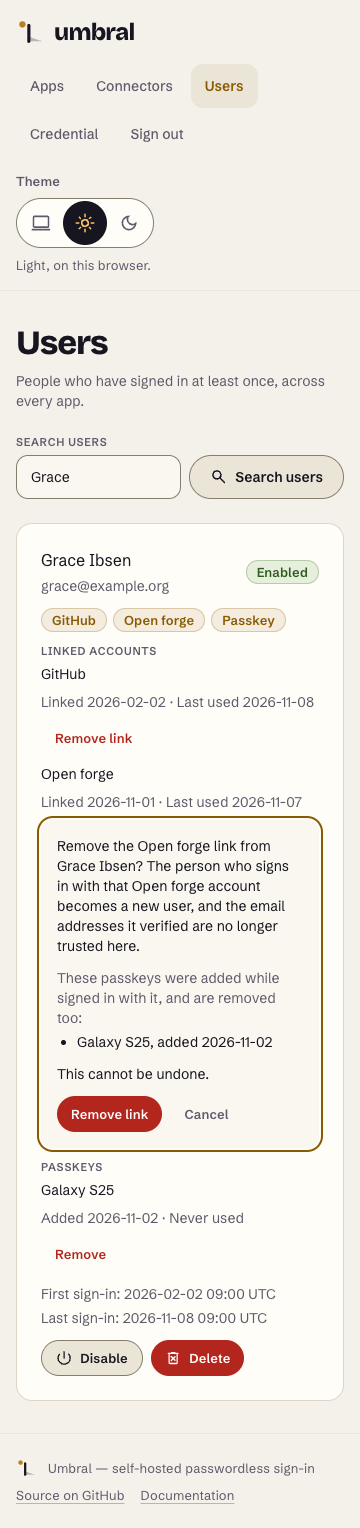 umbral
Apps Connectors Users
Credential Sign out
Theme
Light, on this browser.
Users
People who have signed in at least once, across
every app.
SEARCH USERS
Grace Search users
Grace Ibsen
Enabled
grace@example.org
GitHub Open forge Passkey
LINKED ACCOUNTS
GitHub
Linked 2026-02-02 · Last used 2026-11-08
Remove link
Open forge
Linked 2026-11-01 · Last used 2026-11-07
Remove the Open forge link from
Grace Ibsen? The person who signs
in with that Open forge account
becomes a new user, and the email
addresses it verified are no longer
trusted here.
These passkeys were added while
signed in with it, and are removed
too:
• Galaxy S25, added 2026-11-02
This cannot be undone.
Remove link Cancel
PASSKEYS
Galaxy S25
Added 2026-11-02 · Never used
Remove
First sign-in: 2026-02-02 09:00 UTC
Last sign-in: 2026-11-08 09:00 UTC
Disable Delete
Umbral — self-hosted passwordless sign-in
Source on GitHub Documentation